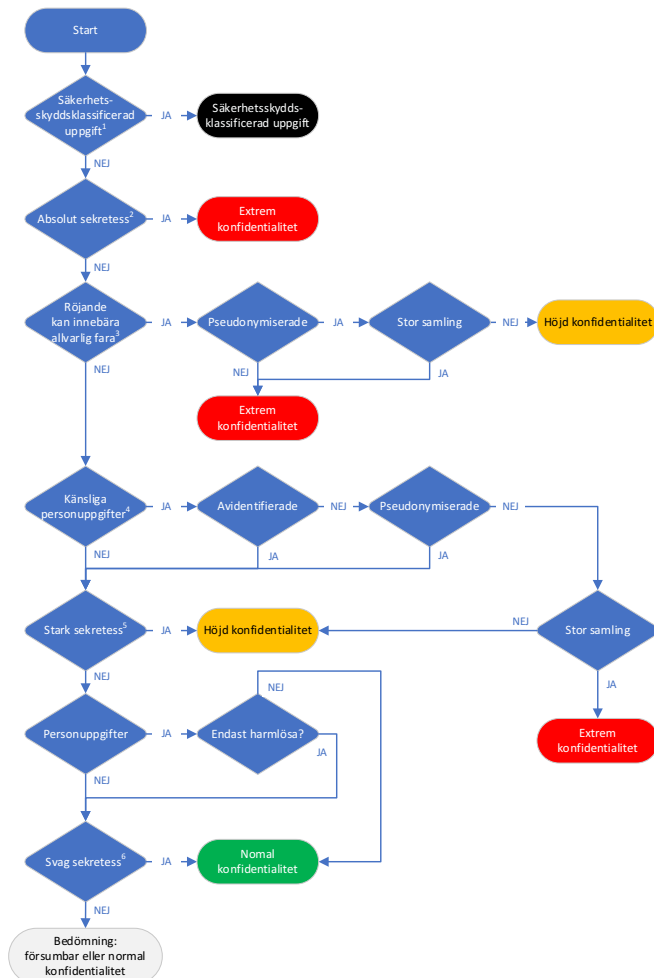 Start
Säkerhets-
skyddsklassificerad
uppgift1
JA
Säkerhetsskydds-
klassificerad uppgift
NEJ
Absolut sekretess2
JA
Extrem
konfidentialitet
NEJ
Röjande
kan innebära
allvarlig fara3
JA
Pseudonymiserade
JA
Stor samling
NEJ
Höjd konfidentialitet
NEJ
NEJ
JA
Extrem
konfidentialitet
Känsliga
personuppgifter4
JA
Avidentifierade
NEJ
Pseudonymiserade
NEJ
NEJ
JA
JA
Stark sekretess5
JA
Höjd konfidentialitet
NEJ
Stor samling
NEJ
NEJ
JA
Personuppgifter
JA
Endast harmlösa?
JA
Extrem
konfidentialitet
NEJ
Svag sekretess6
JA
Nomal
konfidentialitet
NEJ
Bedömning:
försumbar eller normal
konfidentialitet